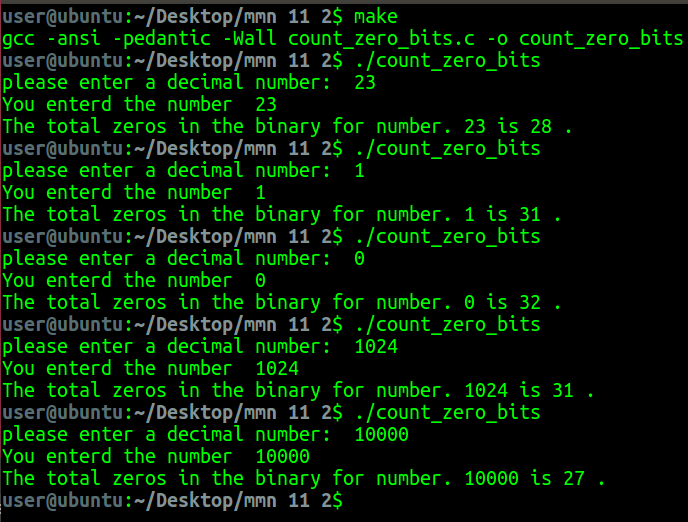 user@ubuntu:~/Desktop/mmn 11 2$ make
gcc -ansi -pedantic -Wall count_zero_bits.c -o count_zero_bits
user@ubuntu:~/Desktop/mmn 11 2$ ./count_zero_bits
please enter a decimal number:  23
You enterd the number  23
The total zeros in the binary for number. 23 is 28 .
user@ubuntu:~/Desktop/mmn 11 2$ ./count_zero_bits
please enter a decimal number:  1
You enterd the number  1
The total zeros in the binary for number. 1 is 31 .
user@ubuntu:~/Desktop/mmn 11 2$ ./count_zero_bits
please enter a decimal number:  0
You enterd the number  0
The total zeros in the binary for number. 0 is 32 .
user@ubuntu:~/Desktop/mmn 11 2$ ./count_zero_bits
please enter a decimal number:  1024
You enterd the number  1024
The total zeros in the binary for number. 1024 is 31 .
user@ubuntu:~/Desktop/mmn 11 2$ ./count_zero_bits
please enter a decimal number:  10000
You enterd the number  10000
The total zeros in the binary for number. 10000 is 27 .
user@ubuntu:~/Desktop/mmn 11 2$